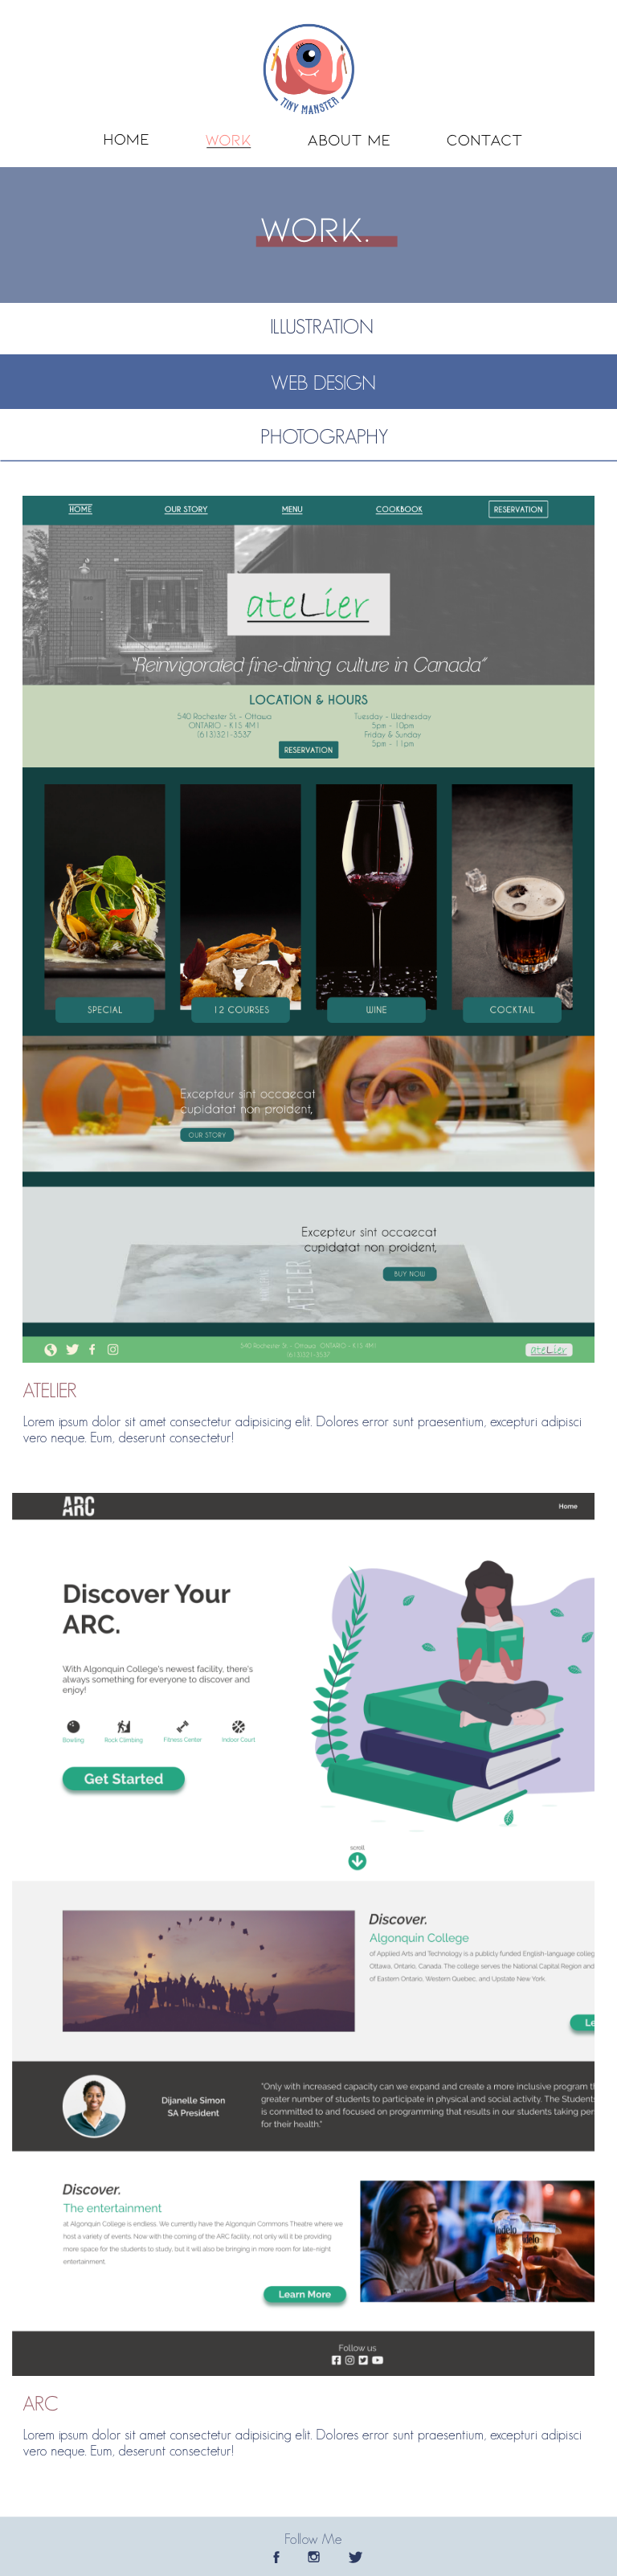 TINY MANSTER
HOME WORK ABOUT ME CONTACT
WORK.
ILLUSTRATION
WEB DESIGN
PHOTOGRAPHY
HOME OUR STORY MENU COOKBOOK RESERVATION
ateLier
"Reinvigorated fine-dining culture in Canada"
LOCATION & HOURS
540 Rochester St. - Ottawa
ONTARIO - K1S 4M1
(613)321-3537
Tuesday - Wednesday
5pm - 10pm
Friday & Sunday
5pm - 11pm
RESERVATION
SPECIAL 12 COURSES WINE COCKTAIL
Excepteur sint occaecat
cupidatat non proident,
OUR STORY
Excepteur sint occaecat
cupidatat non proident,
ATELIER
BUY NOW
540 Rochester St. - Ottawa ONTARIO - K1S 4M1
(613)321-3537
ateLier
ATELIER
Lorem ipsum dolor sit amet consectetur adipisicing elit. Dolores error sunt praesentium, excepturi adipisci
vero neque. Eum, deserunt consectetur!
ARC Home
Discover Your
ARC.
With Algonquin College's newest facility, there's
always something for everyone to discover and
enjoy!
Bowling Rock Climbing Fitness Center Indoor Court
Get Started
scroll
Discover.
Algonquin College
of Applied Arts and Technology is a publicly funded English-language colleg
Ottawa, Ontario, Canada. The college serves the National Capital Region and
of Eastern Ontario, Western Quebec, and Upstate New York.
Le
Dijanelle Simon
SA President
"Only with increased capacity can we expand and create a more inclusive program t
greater number of students to participate in physical and social activity. The Student
is committed to and focused on programming that results in our students taking per
for their health."
Discover.
The entertainment
at Algonquin College is endless. We currently have the Algonquin Commons Theatre where we
host a variety of events. Now with the coming of the ARC facility, not only will it be providing
more space for the students to study, but it will also be bringing in more room for late-night
entertainment.
Learn More
Follow us
ARC
Lorem ipsum dolor sit amet consectetur adipisicing elit. Dolores error sunt praesentium, excepturi adipisci
vero neque. Eum, deserunt consectetur!
Follow Me